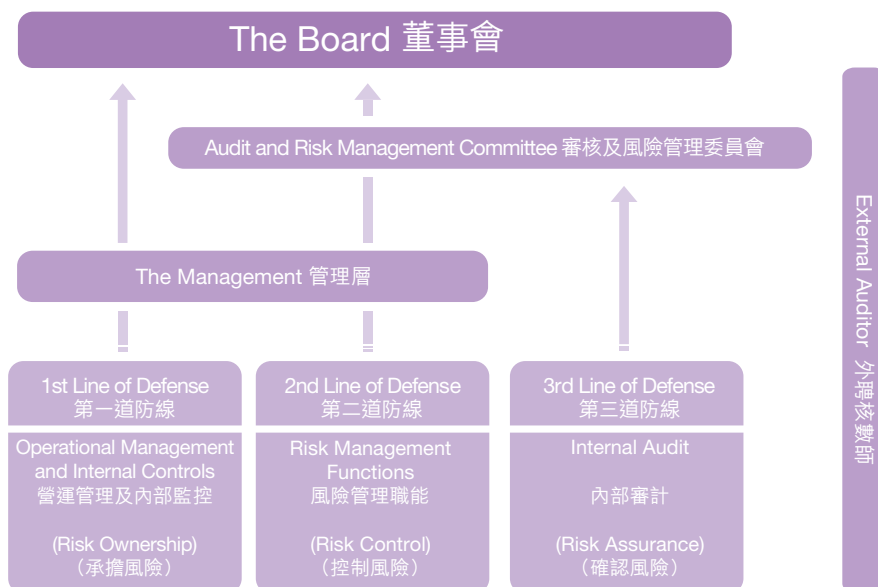 The Board 董事會
Audit and Risk Management Committee 審核及風險管理委員會
The Management 管理層
1st Line of Defense
第一道防線
Operational Management
and Internal Controls
營運管理及內部監控
(Risk Ownership)
（承擔風險）
2nd Line of Defense
第二道防線
Risk Management
Functions
風險管理職能
(Risk Control)
（控制風險）
3rd Line of Defense
第三道防線
Internal Audit
內部審計
(Risk Assurance)
（確認風險）
External Auditor 外聘核數師